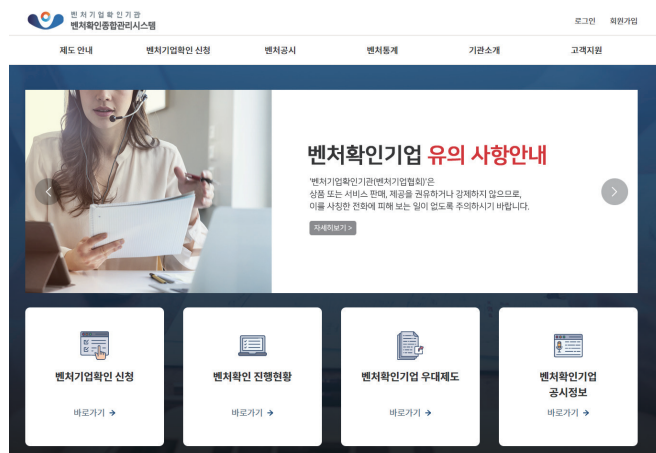 벤처기업확인기관
벤처확인종합관리시스템
로그인 회원가입
제도 안내 벤처기업확인 신청 벤처공시 벤처통계 기관소개 고객지원
벤처확인기업 유의 사항안내
'벤처기업확인기관(벤처기업협회)'은
상품 또는 서비스 판매, 제공을 권유하거나 강제하지 않으므로,
이를 사칭한 전화에 피해 보는 일이 없도록 주의하시기 바랍니다.
자세히보기 >
벤처기업확인 신청
바로가기 →
벤처확인 진행현황
바로가기 →
벤처확인기업 우대제도
바로가기 →
벤처확인기업
공시정보
바로가기 →